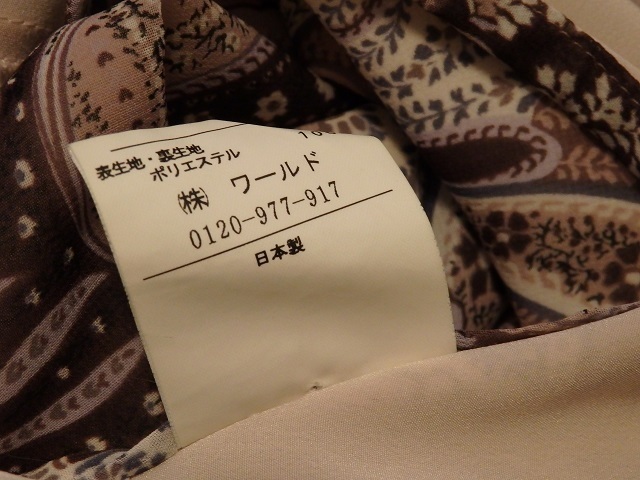 表生地・裏生地
ポリエステル 10
(株) ワールド
0120-977-917
日本製